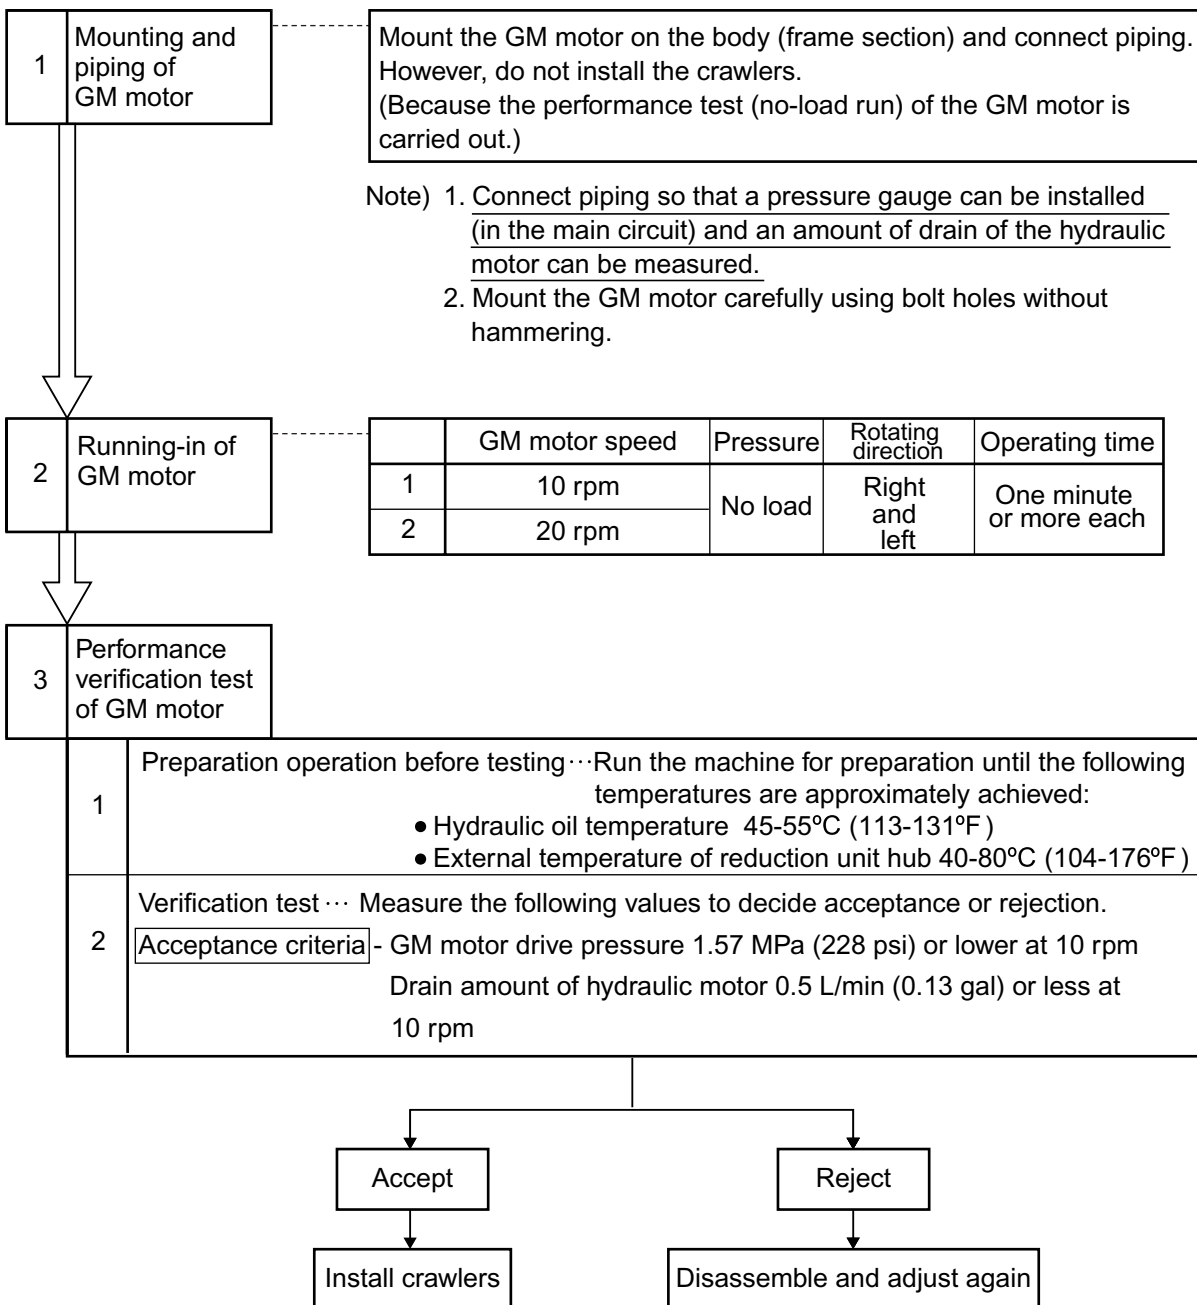 1
Mounting and
piping of
GM motor
Mount the GM motor on the body (frame section) and connect piping.
However, do not install the crawlers.
(Because the performance test (no-load run) of the GM motor is
carried out.)
Note) 1. Connect piping so that a pressure gauge can be installed
(in the main circuit) and an amount of drain of the hydraulic
motor can be measured.
2. Mount the GM motor carefully using bolt holes without
hammering.
2
Running-in of
GM motor
GM motor speed Pressure Rotating direction Operating time
1 10 rpm No load Right and left One minute or more each
2 20 rpm
3
Performance
verification test
of GM motor
1
Preparation operation before testing···Run the machine for preparation until the following
temperatures are approximately achieved:
● Hydraulic oil temperature 45-55ºC (113-131ºF)
● External temperature of reduction unit hub 40-80ºC (104-176ºF)
2
Verification test ··· Measure the following values to decide acceptance or rejection.
Acceptance criteria - GM motor drive pressure 1.57 MPa (228 psi) or lower at 10 rpm
Drain amount of hydraulic motor 0.5 L/min (0.13 gal) or less at
10 rpm
Accept Reject
Install crawlers Disassemble and adjust again